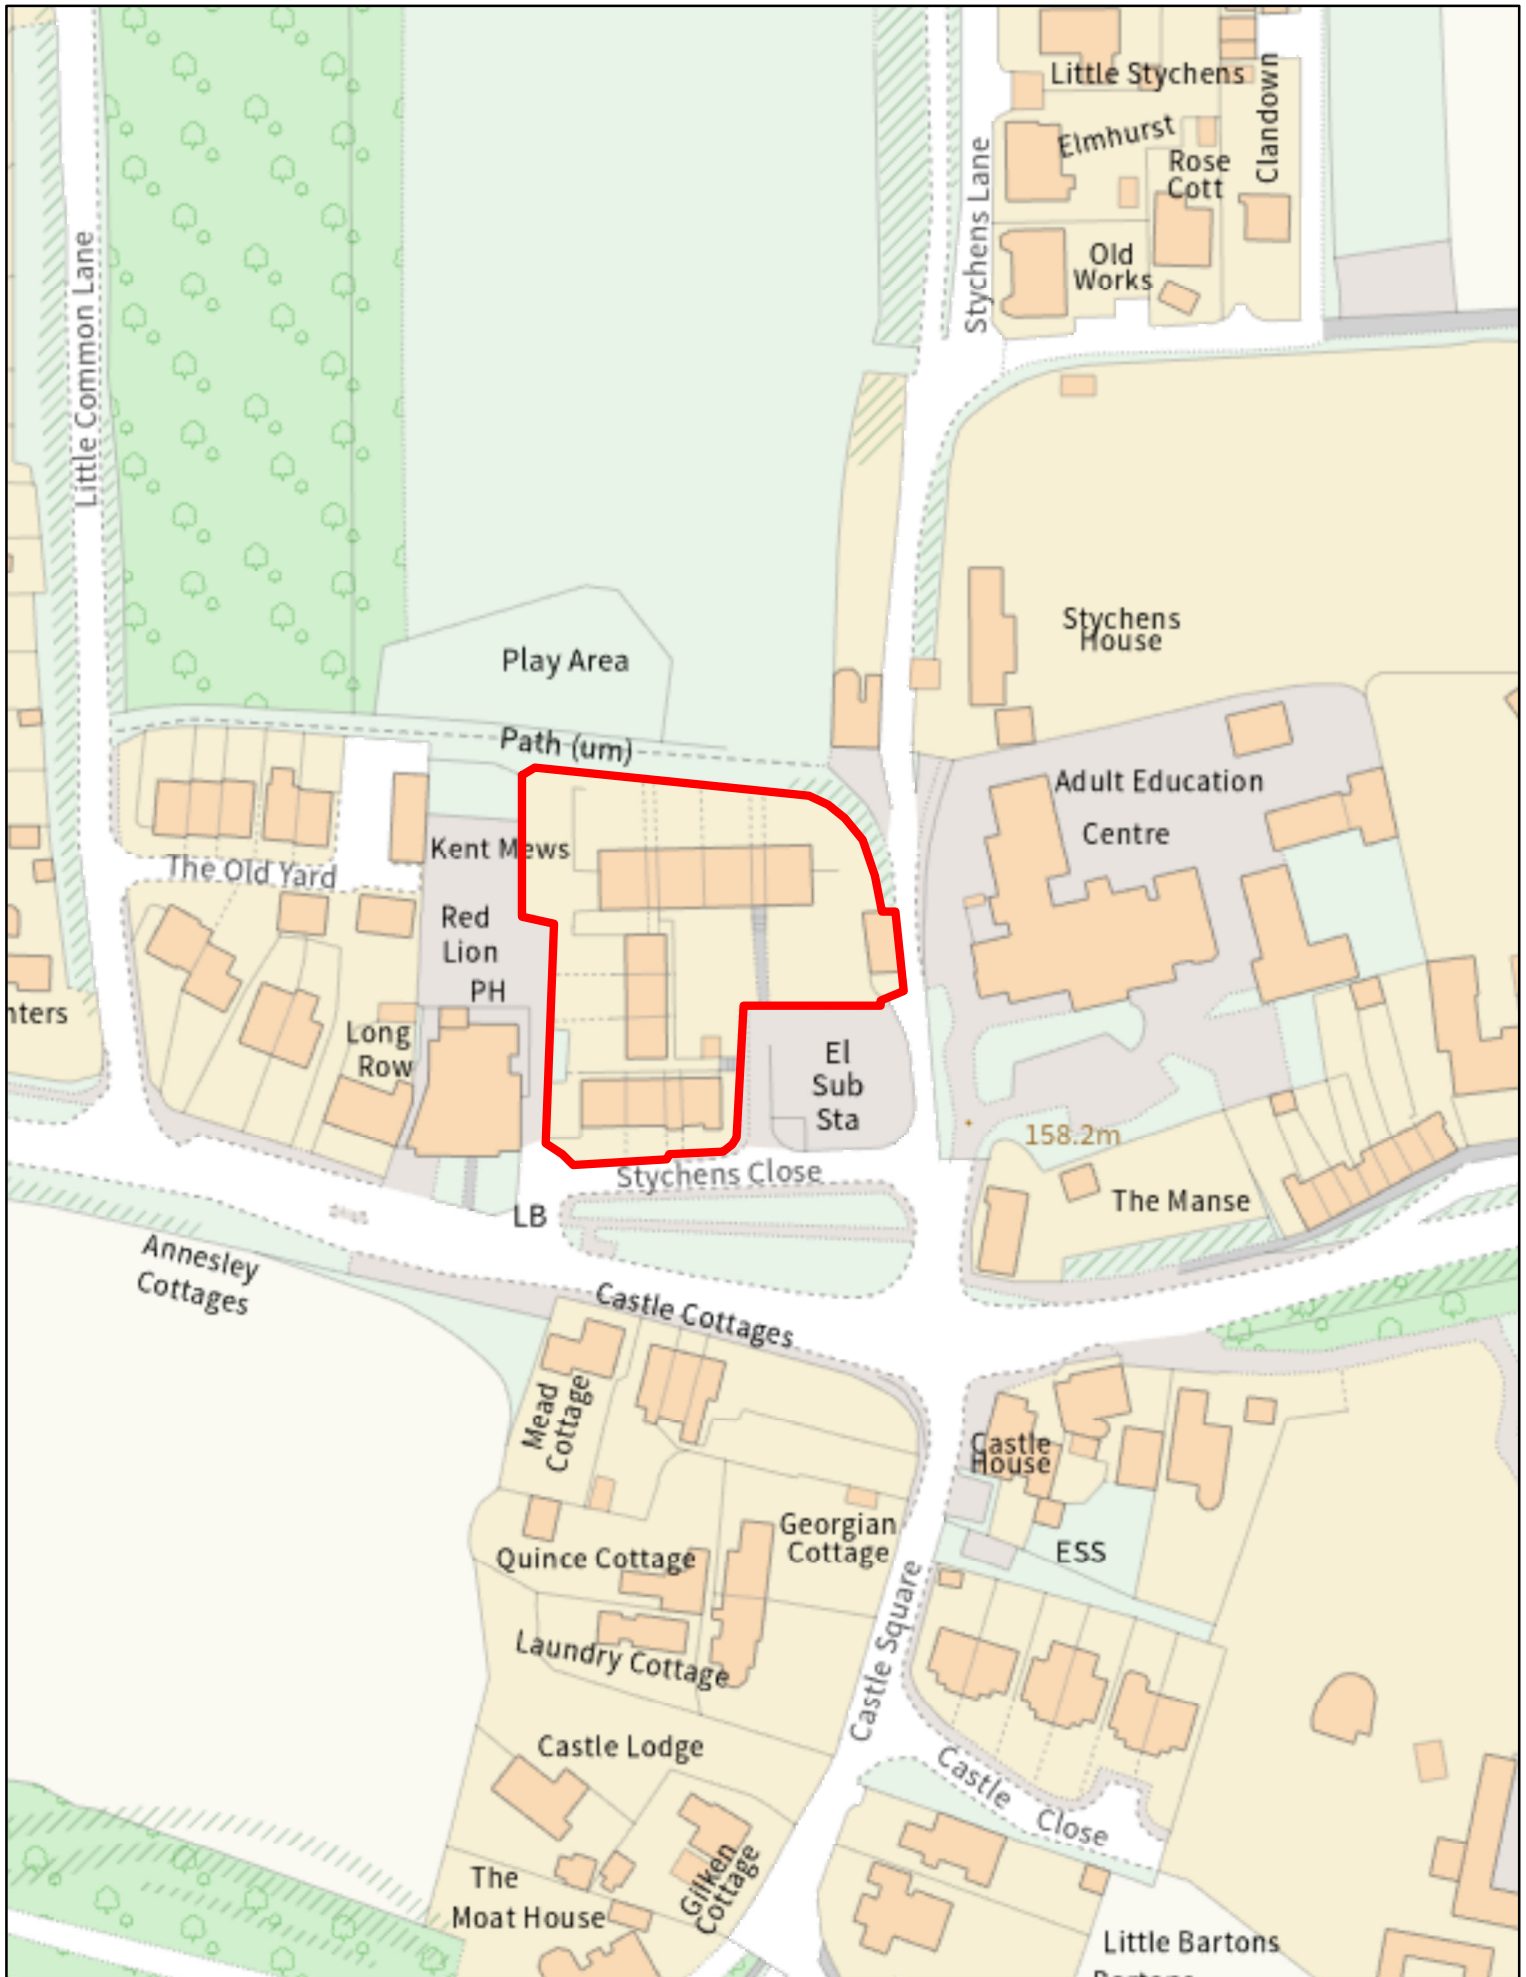 Little Stychens
Clandown
Elmhurst
Rose
Cott
Stychens Lane
Old
Works
Little Common Lane
Stychens
House
Play Area
Path (um)
Adult Education
Centre
Kent Mews
The Old Yard
Red
Lion
PH
nters
Long
Row
El
Sub
Sta
158.2m
Stychens Close
The Manse
LB
Annesley
Cottages
Castle Cottages
Mead
Cottage
Castle
House
Georgian
Cottage
Quince Cottage
ESS
Castle Square
Laundry Cottage
Castle Lodge
Castle Close
Gilken
Cottage
The
Moat House
Little Bartons